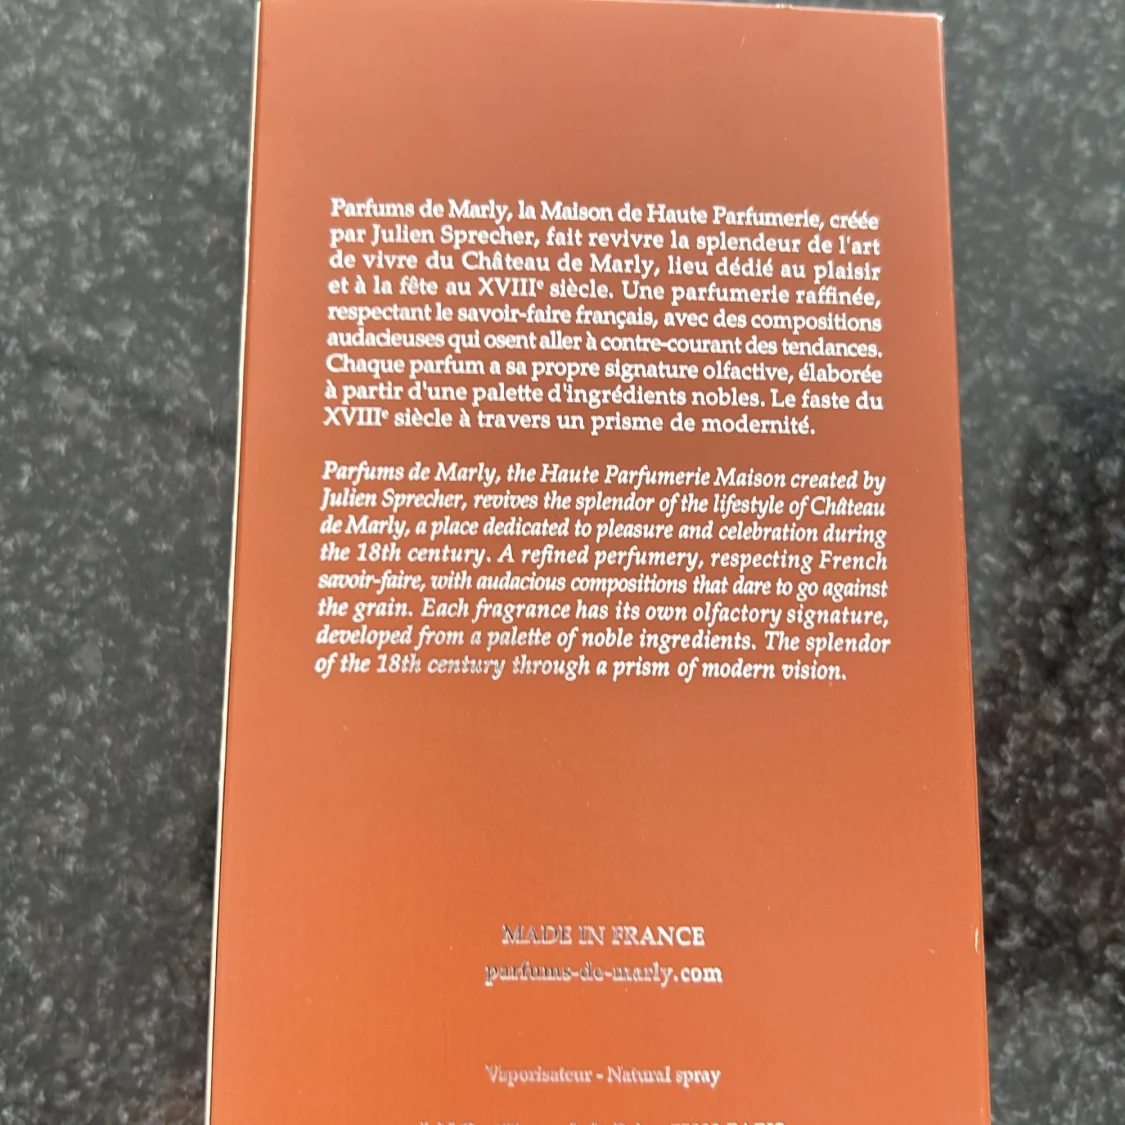 Parfums de Marly, la Maison de Haute Parfumerie, créée
par Julien Sprecher, fait revivre la splendeur de l'art
de vivre du Château de Marly, lieu dédié au plaisir
et à la fête au XVIIIe siècle. Une parfumerie raffinée,
respectant le savoir-faire français, avec des compositions
audacieuses qui osent aller à contre-courant des tendances.
Chaque parfum a sa propre signature olfactive, élaborée
à partir d'une palette d'ingrédients nobles. Le faste du
XVIIIe siècle à travers un prisme de modernité.
Parfums de Marly, the Haute Parfumerie Maison created by
Julien Sprecher, revives the splendor of the lifestyle of Château
de Marly, a place dedicated to pleasure and celebration during
the 18th century. A refined perfumery, respecting French
savoir-faire, with audacious compositions that dare to go against
the grain. Each fragrance has its own olfactory signature,
developed from a palette of noble ingredients. The splendor
of the 18th century through a prism of modern vision.
MADE IN FRANCE
parfums-de-marly.com
Vaporisateur - Natural spray